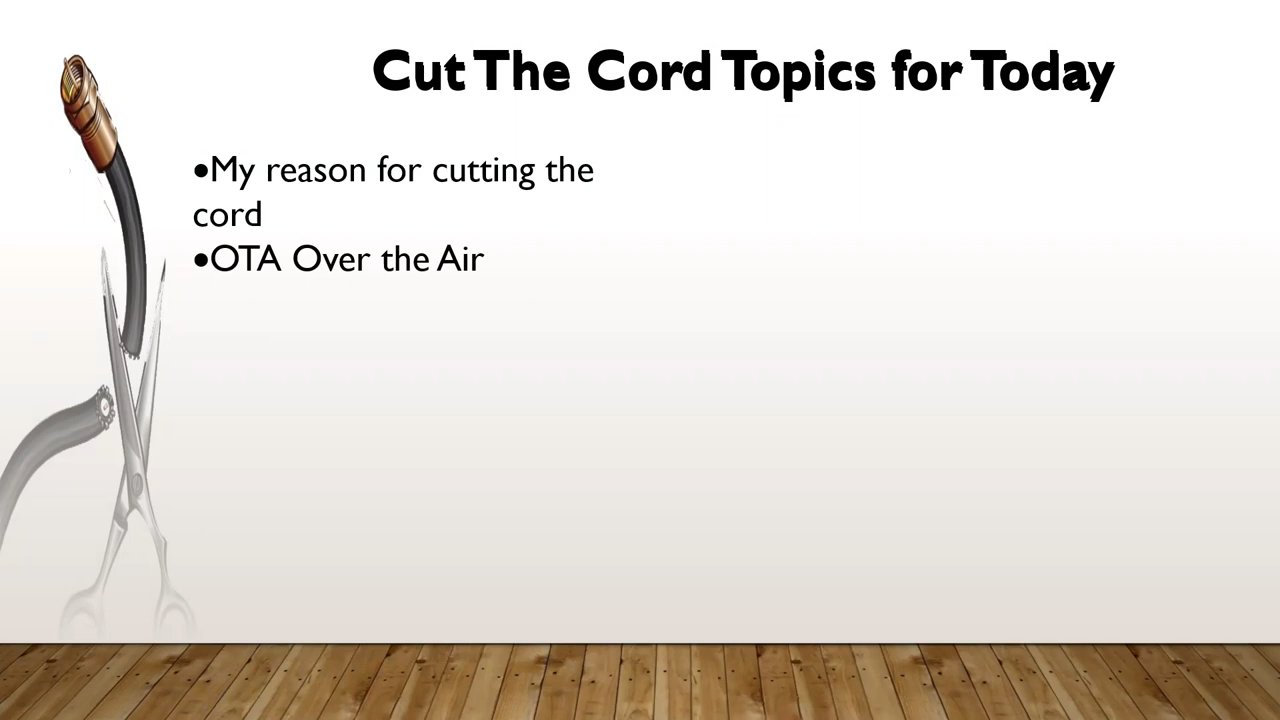 Cut The Cord Topics for Today
•My reason for cutting the
cord
•OTA Over the Air